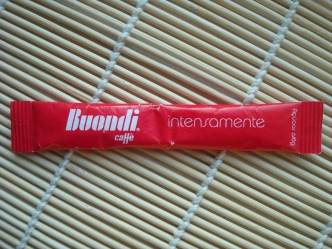 Buondi.
caffè
intensamente